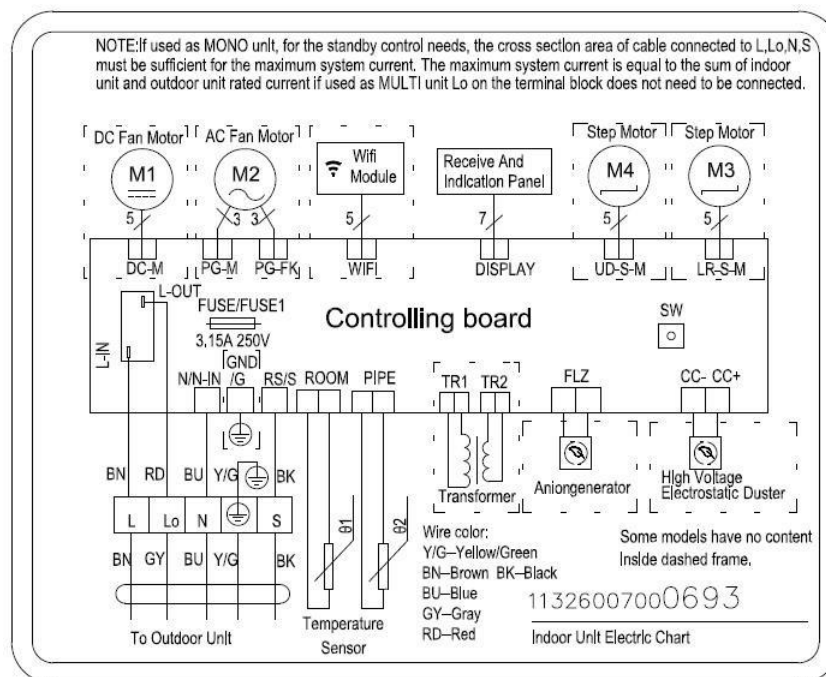 NOTE:If used as MONO unit, for the standby control needs, the cross section area of cable connected to L,Lo,N,S
must be sufficient for the maximum system current. The maximum system current is equal to the sum of indoor
unit and outdoor unit rated current if used as MULTI unit Lo on the terminal block does not need to be connected.
DC Fan Motor
AC Fan Motor
Step Motor
Step Motor
M1
M2
Wifi
Module
Receive And
Indication Panel
M4
M3
5
3
3
5
7
5
5
DC-M
PG-M
PG-FK
WIFI
DISPLAY
UD-S-M
LR-S-M
L-OUT
L-IN
FUSE/FUSE1
3,15A 250V
Controlling board
SW
N/N-IN
GND
/G
RS/S
ROOM
PIPE
TR1
TR2
FLZ
CC-
CC+
BN
RD
BU
Y/G
BK
L
Lo
N
S
BN
GY
BU
Y/G
BK
To Outdoor Unit
θ1
θ2
Temperature
Sensor
Transformer
Aniongenerator
High Voltage
Electrostatic Duster
Wire color:
Y/G–Yellow/Green
BN–Brown BK–Black
BU–Blue
GY–Gray
RD–Red
Some models have no content
Inside dashed frame.
11326007000693
Indoor Unit Electric Chart